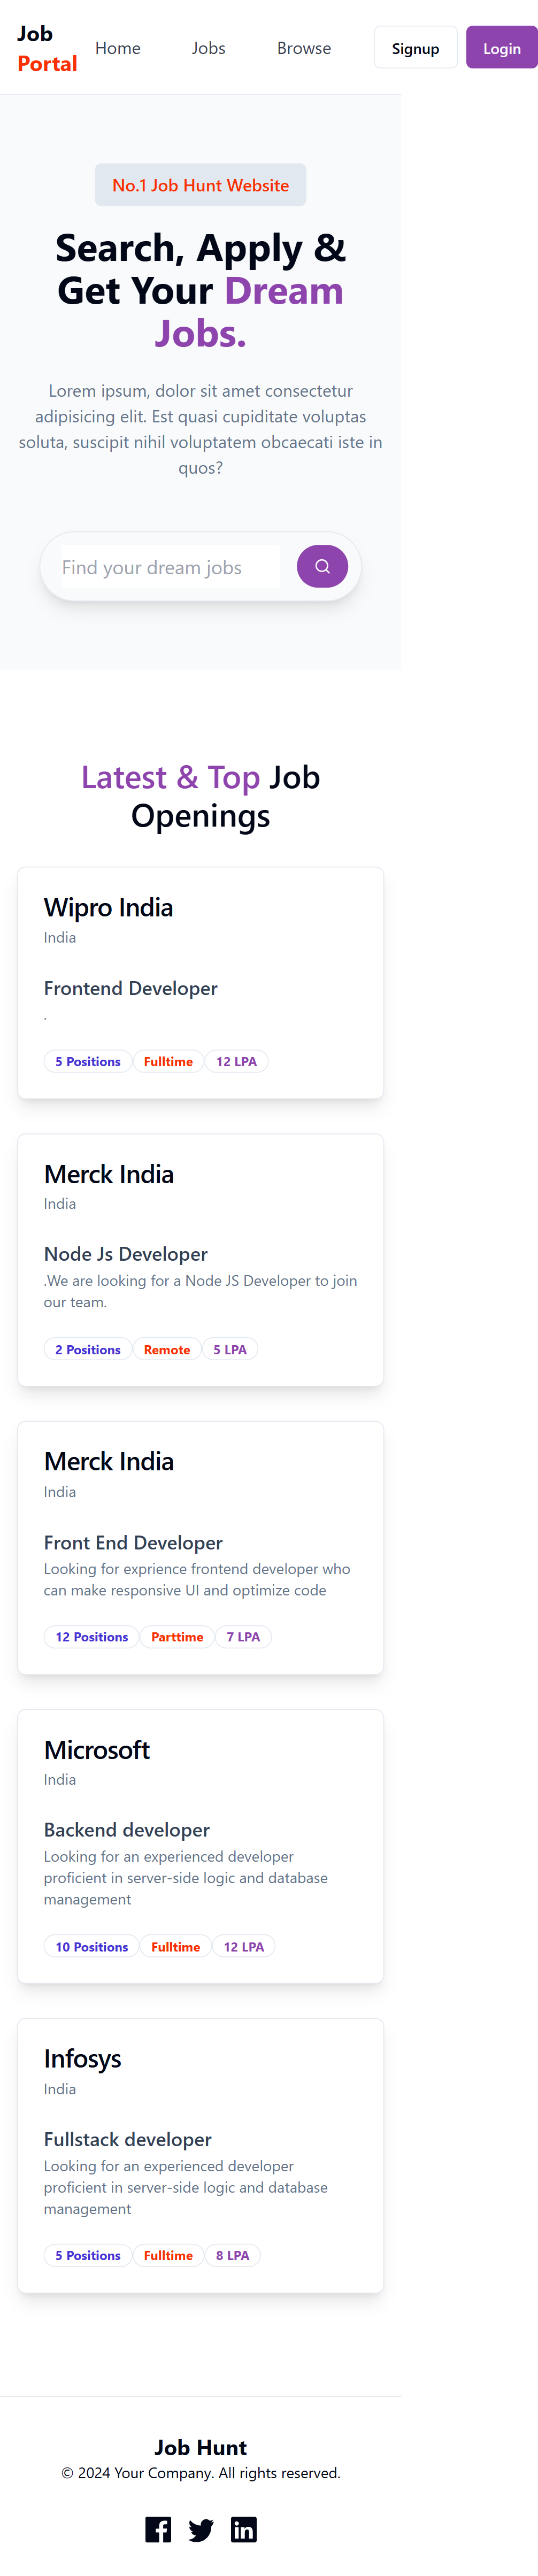 Job
Portal
Home
Jobs
Browse
Signup
Login
No.1 Job Hunt Website
Search, Apply &
Get Your Dream
Jobs.
Lorem ipsum, dolor sit amet consectetur
adipisicing elit. Est quasi cupiditate voluptas
soluta, suscipit nihil voluptatem obcaecati iste in
quos?
Find your dream jobs
Latest & Top Job
Openings
Wipro India
India
Frontend Developer
.
5 Positions Fulltime 12 LPA
Merck India
India
Node Js Developer
.We are looking for a Node JS Developer to join
our team.
2 Positions Remote 5 LPA
Merck India
India
Front End Developer
Looking for exprience frontend developer who
can make responsive UI and optimize code
12 Positions Parttime 7 LPA
Microsoft
India
Backend developer
Looking for an experienced developer
proficient in server-side logic and database
management
10 Positions Fulltime 12 LPA
Infosys
India
Fullstack developer
Looking for an experienced developer
proficient in server-side logic and database
management
5 Positions Fulltime 8 LPA
Job Hunt
© 2024 Your Company. All rights reserved.